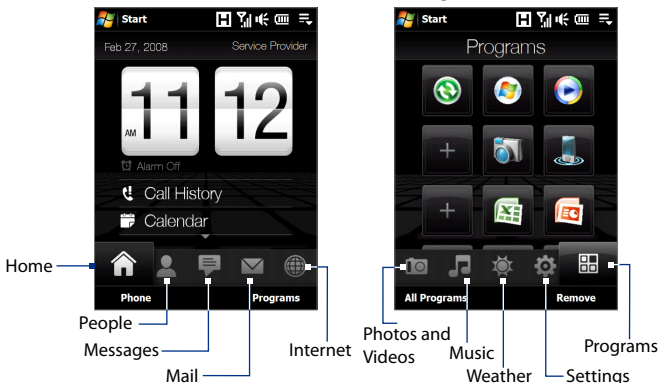 Start
H
Feb 27, 2008
Service Provider
AM
11
12
Alarm Off
Call History
Calendar
Phone
Programs
Home
People
Messages
Mail
Internet
Start
H
Programs
All Programs
Remove
Photos and
Videos
Music
Weather
Settings
Programs